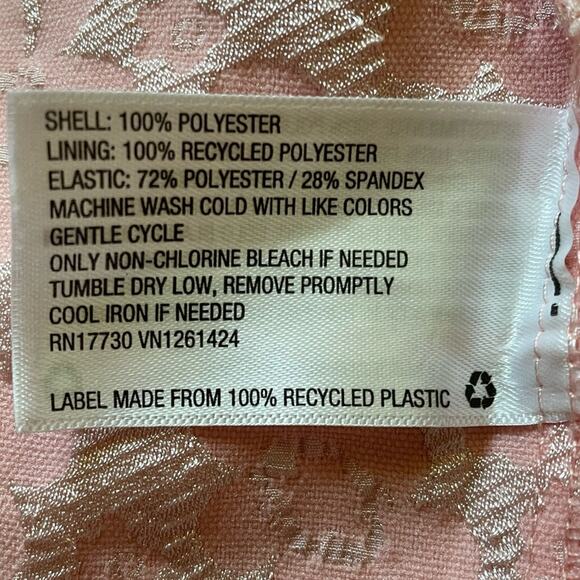 SHELL: 100% POLYESTER
LINING: 100% RECYCLED POLYESTER
ELASTIC: 72% POLYESTER / 28% SPANDEX
MACHINE WASH COLD WITH LIKE COLORS
GENTLE CYCLE
ONLY NON-CHLORINE BLEACH IF NEEDED
TUMBLE DRY LOW, REMOVE PROMPTLY
COOL IRON IF NEEDED
RN17730 VN1261424
LABEL MADE FROM 100% RECYCLED PLASTIC